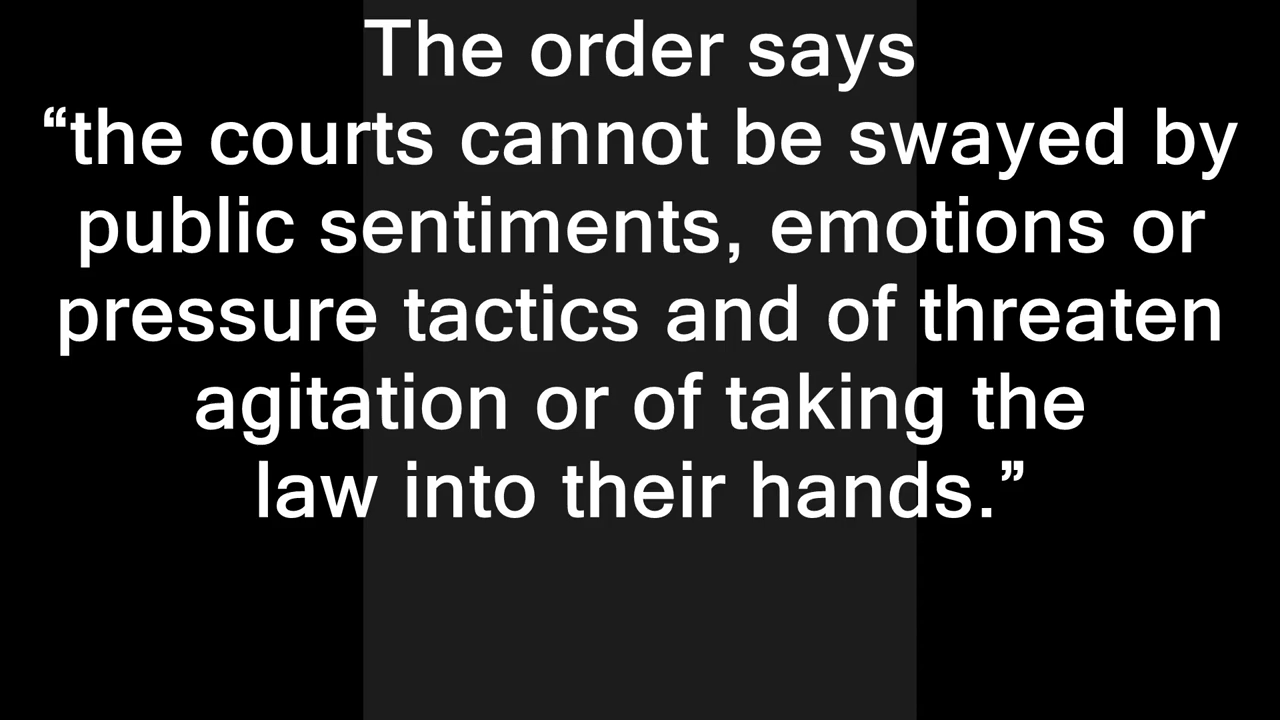 The order says
“the courts cannot be swayed by
public sentiments, emotions or
pressure tactics and of threaten
agitation or of taking the
law into their hands.”